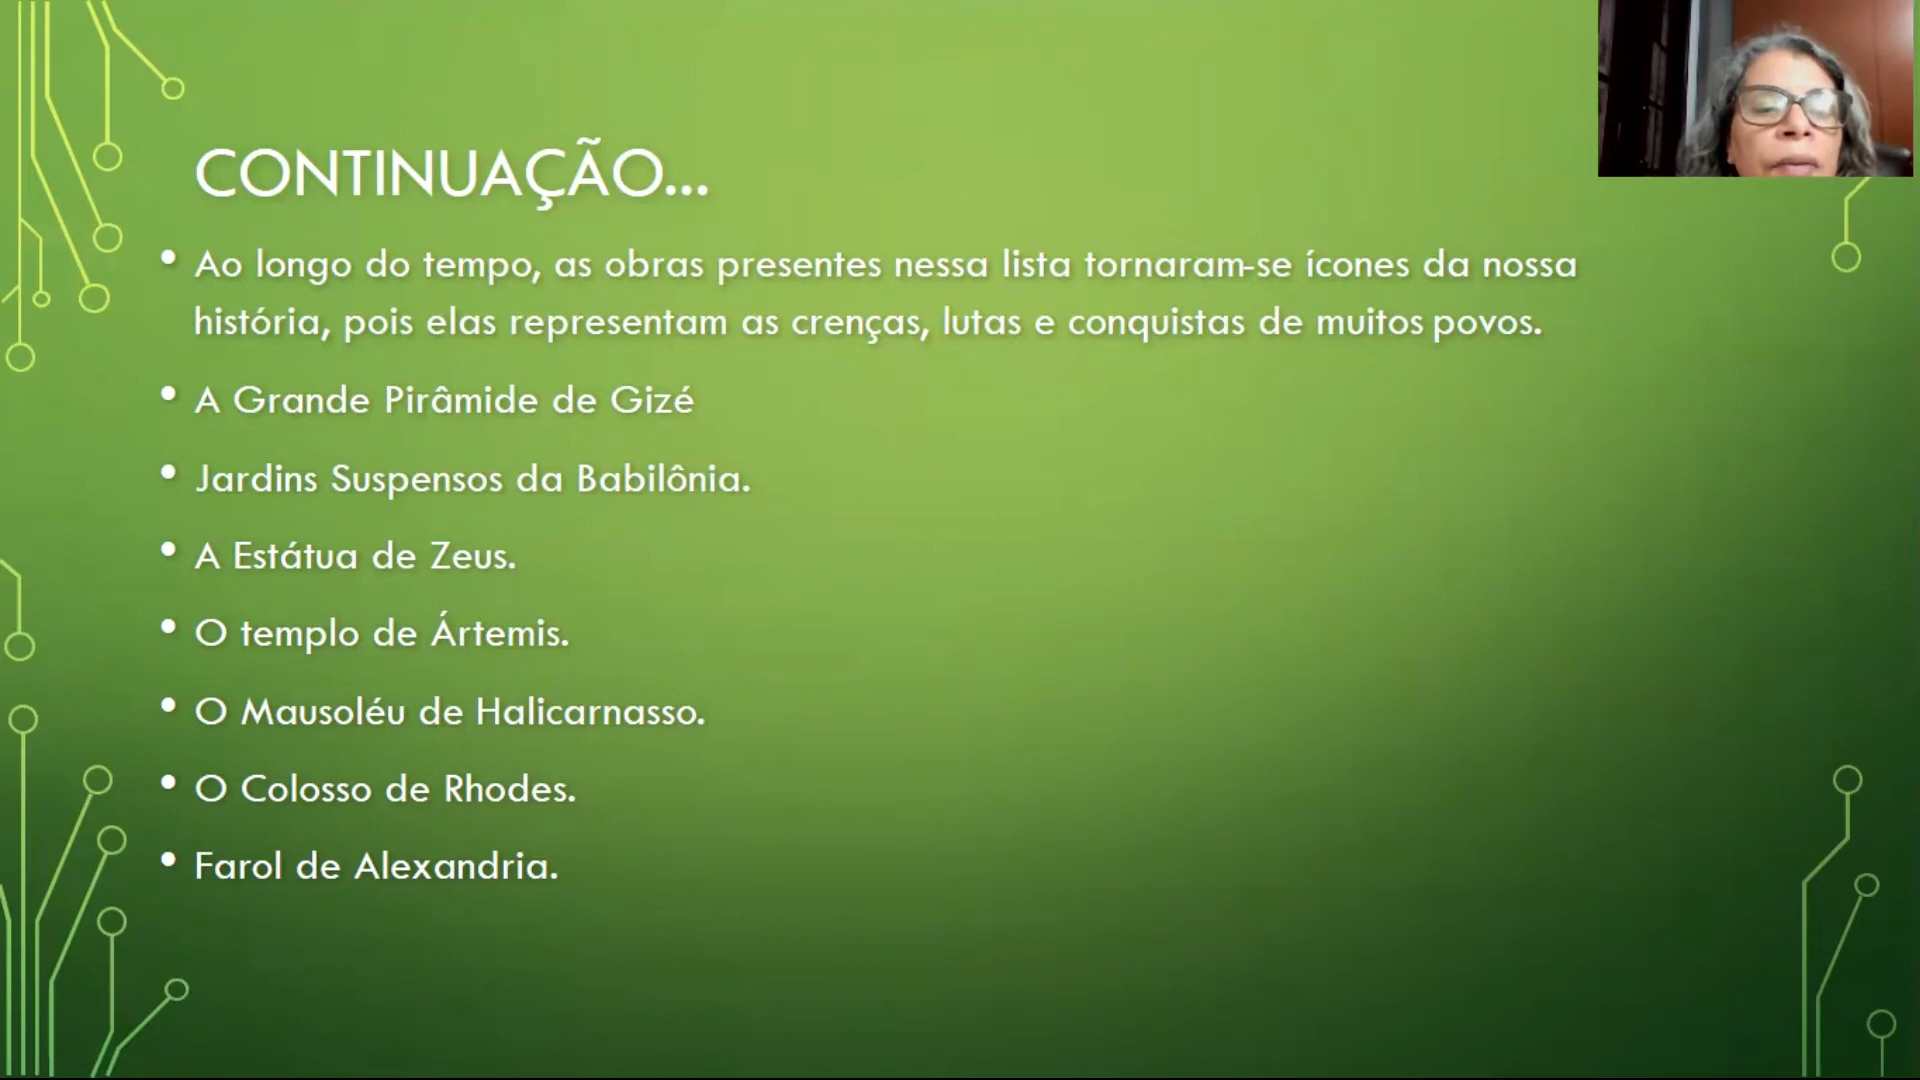 CONTINUAÇÃO...
• Ao longo do tempo, as obras presentes nessa lista tornaram-se ícones da nossa
história, pois elas representam as crenças, lutas e conquistas de muitos povos.
• A Grande Pirâmide de Gizé
• Jardins Suspensos da Babilônia.
• A Estátua de Zeus.
• O templo de Ártemis.
• O Mausoléu de Halicarnasso.
• O Colosso de Rhodes.
• Farol de Alexandria.